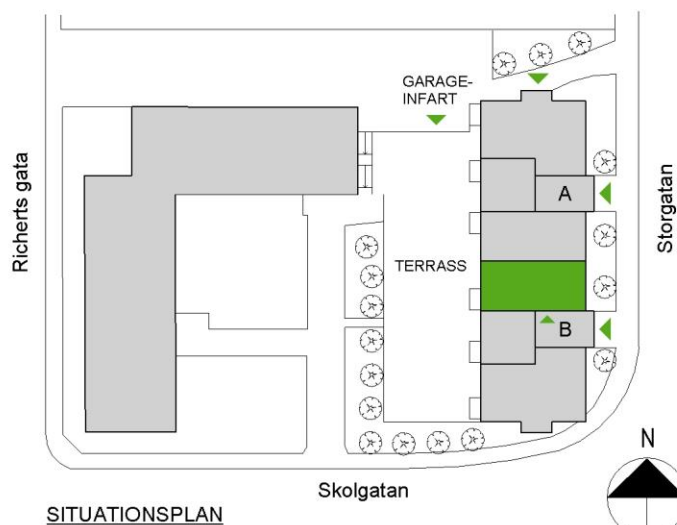 GARAGE-
INFART
A
Richerts gata
Storgatan
TERRASS
B
N
Skolgatan
SITUATIONSPLAN